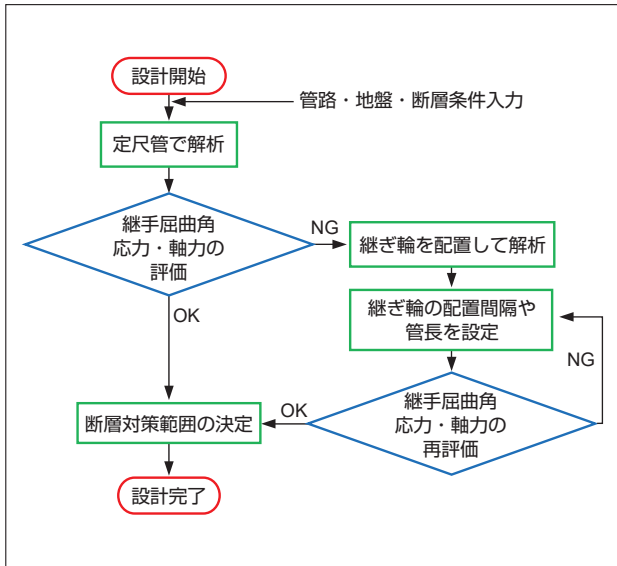 設計開始
管路・地盤・断層条件入力
定尺管で解析
継手屈曲角
応力・軸力の
評価
NG
継ぎ輪を配置して解析
継ぎ輪の配置間隔や
管長を設定
OK
NG
継手屈曲角
応力・軸力の
再評価
OK
断層対策範囲の決定
設計完了